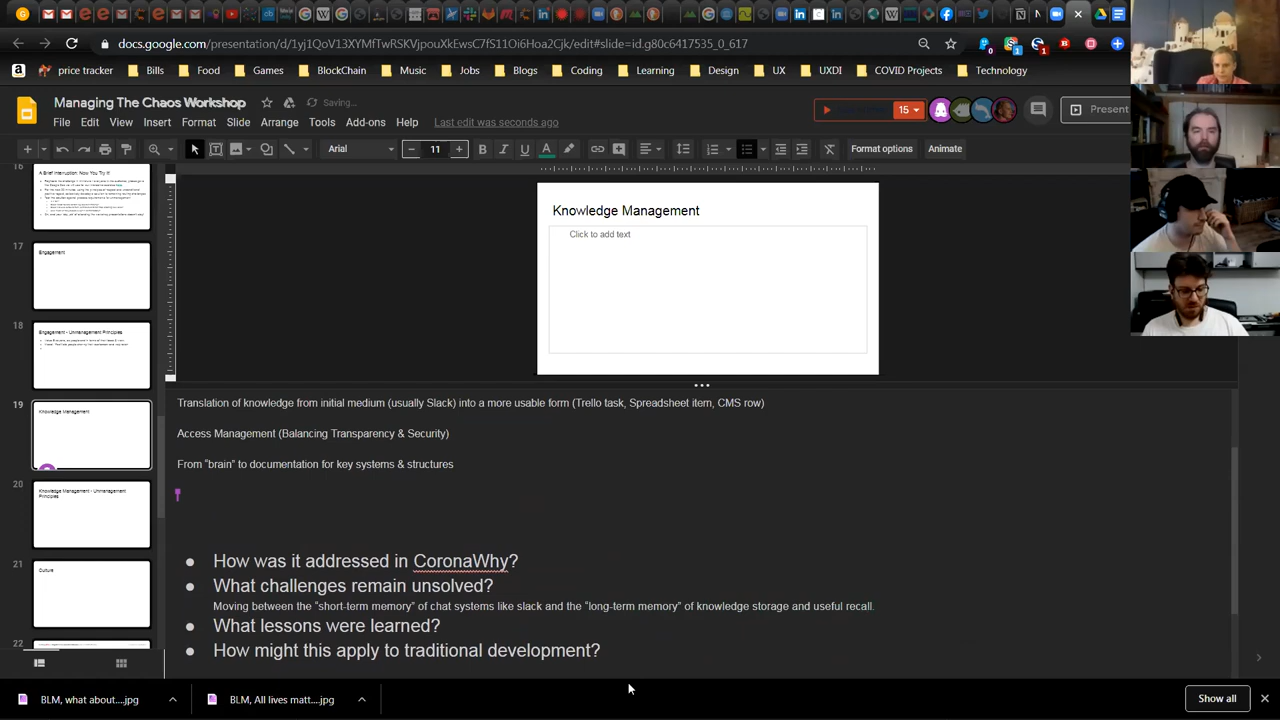 docs.google.com/presentation/d/1yj1QoV13XYMfTwRSKVjpouXkEvrsCJfS11Oi6Hoa2Cjk/edit#slide=id.g80c6417535_0_617
price tracker
Bills
Food
Games
BlockChain
Music
Jobs
Coding
Learning
Design
UX
UXDI
COVID Projects
Technology
Managing The Chaos Workshop
Saving...
15
Present
File Edit View Insert Format Slide Arrange Tools Add-ons Help
Last edit was seconds ago
Arial
11
Format options
Animate
16
A Brief Interruption: Now You Try It!
17
Engagement
18
Engagement - Unmanagement Principles
19
Knowledge Management
20
Knowledge Management - Unmanagement
Principles
21
Culture
22
Knowledge Management
Click to add text
Translation of knowledge from initial medium (usually Slack) into a more usable form (Trello task, Spreadsheet item, CMS row)
Access Management (Balancing Transparency & Security)
From “brain” to documentation for key systems & structures
● How was it addressed in CoronaWhy?
● What challenges remain unsolved?
Moving between the “short-term memory” of chat systems like slack and the “long-term memory” of knowledge storage and useful recall.
● What lessons were learned?
● How might this apply to traditional development?
BLM, what about....jpg
BLM, All lives matt....jpg
Show all